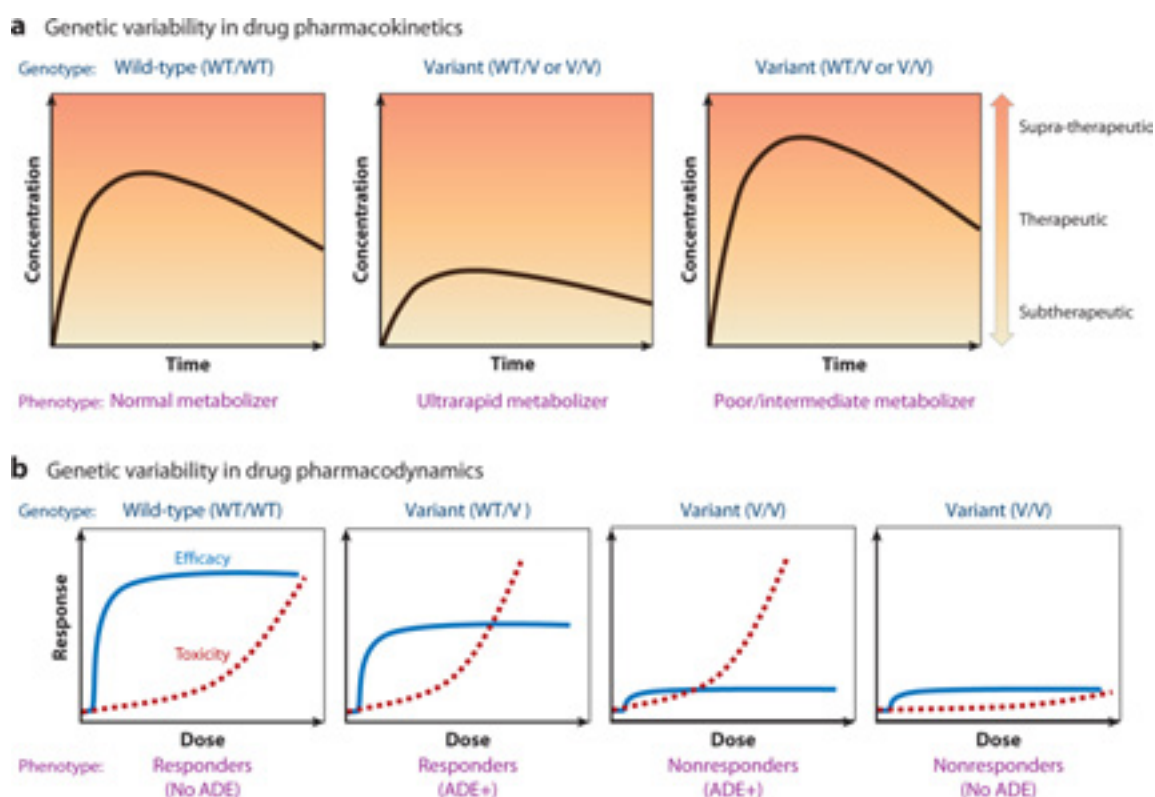 a Genetic variability in drug pharmacokinetics
Genotype: Wild-type (WT/WT) Variant (WT/V or V/V) Variant (WT/V or V/V)
Concentration
Concentration
Concentration
Supra-therapeutic
Therapeutic
Subtherapeutic
Time Time Time
Phenotype: Normal metabolizer Ultrarapid metabolizer Poor/intermediate metabolizer
b Genetic variability in drug pharmacodynamics
Genotype: Wild-type (WT/WT) Variant (WT/V ) Variant (V/V) Variant (V/V)
Response
Efficacy
Toxicity
Dose Dose Dose Dose
Phenotype: Responders Responders Nonresponders Nonresponders
(No ADE) (ADE+) (ADE+) (No ADE)